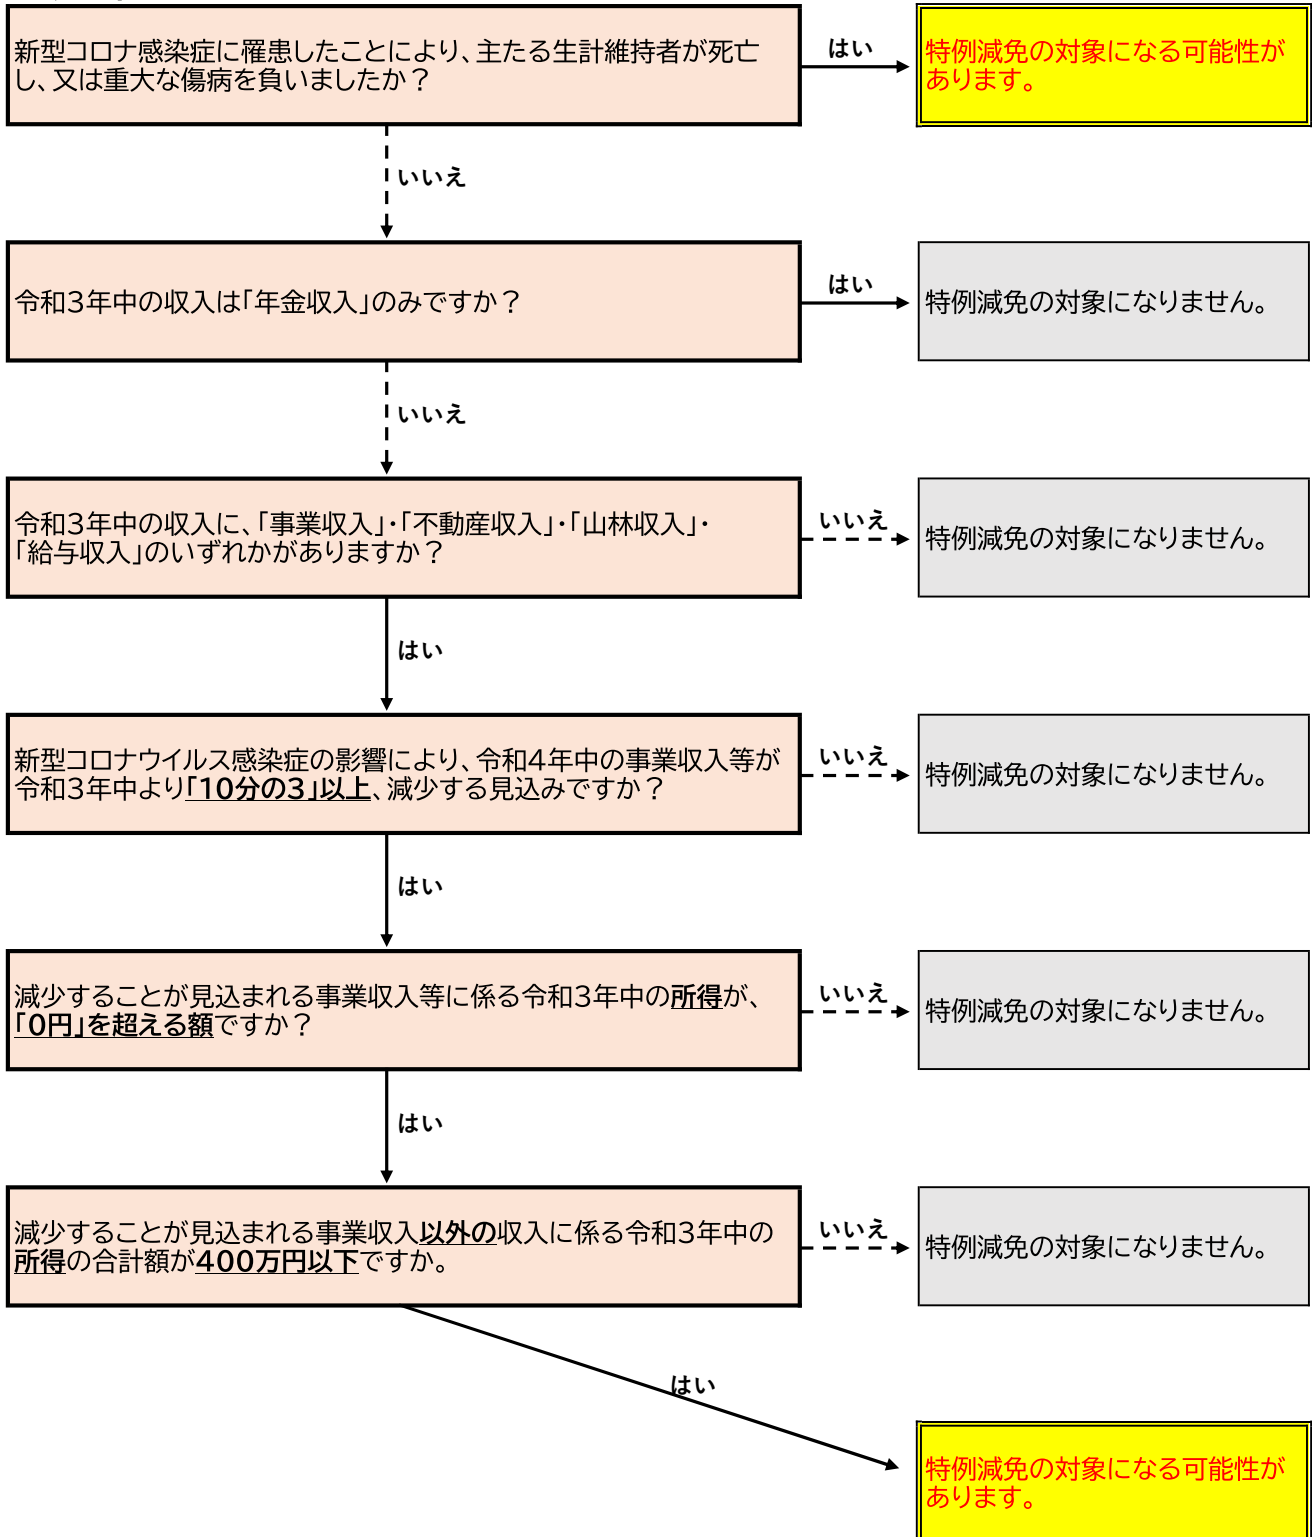 新型コロナ感染症に罹患したことにより、主たる生計維持者が死亡
し、又は重大な傷病を負いましたか？
はい
特例減免の対象になる可能性が
あります。
いいえ
令和３年中の収入は「年金収入」のみですか？
はい
特例減免の対象になりません。
いいえ
令和３年中の収入に、「事業収入」・「不動産収入」・「山林収入」・
「給与収入」のいずれかがありますか？
いいえ
特例減免の対象になりません。
はい
新型コロナウイルス感染症の影響により、令和４年中の事業収入等が
令和３年中より「１０分の３」以上、減少する見込みですか？
いいえ
特例減免の対象になりません。
はい
減少することが見込まれる事業収入等に係る令和３年中の所得が、
「０円」を超える額ですか？
いいえ
特例減免の対象になりません。
はい
減少することが見込まれる事業収入以外の収入に係る令和３年中の
所得の合計額が４００万円以下ですか。
いいえ
特例減免の対象になりません。
はい
特例減免の対象になる可能性が
あります。